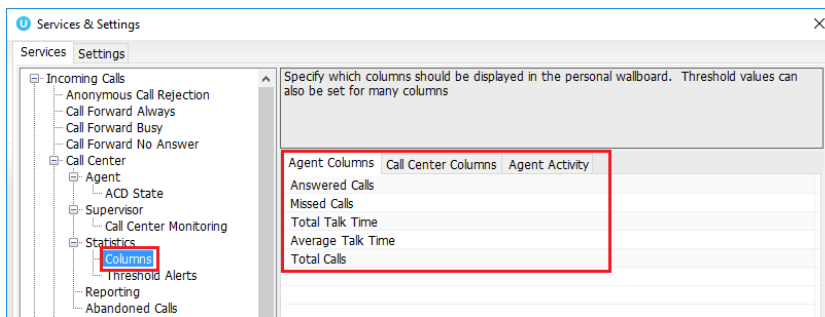 Services & Settings
Services Settings
Incoming Calls
Anonymous Call Rejection
Call Forward Always
Call Forward Busy
Call Forward No Answer
Call Center
Agent
ACD State
Supervisor
Call Center Monitoring
Statistics
Columns
Threshold Alerts
Reporting
Abandoned Calls
Specify which columns should be displayed in the personal wallboard. Threshold values can
also be set for many columns
Agent Columns Call Center Columns Agent Activity
Answered Calls
Missed Calls
Total Talk Time
Average Talk Time
Total Calls